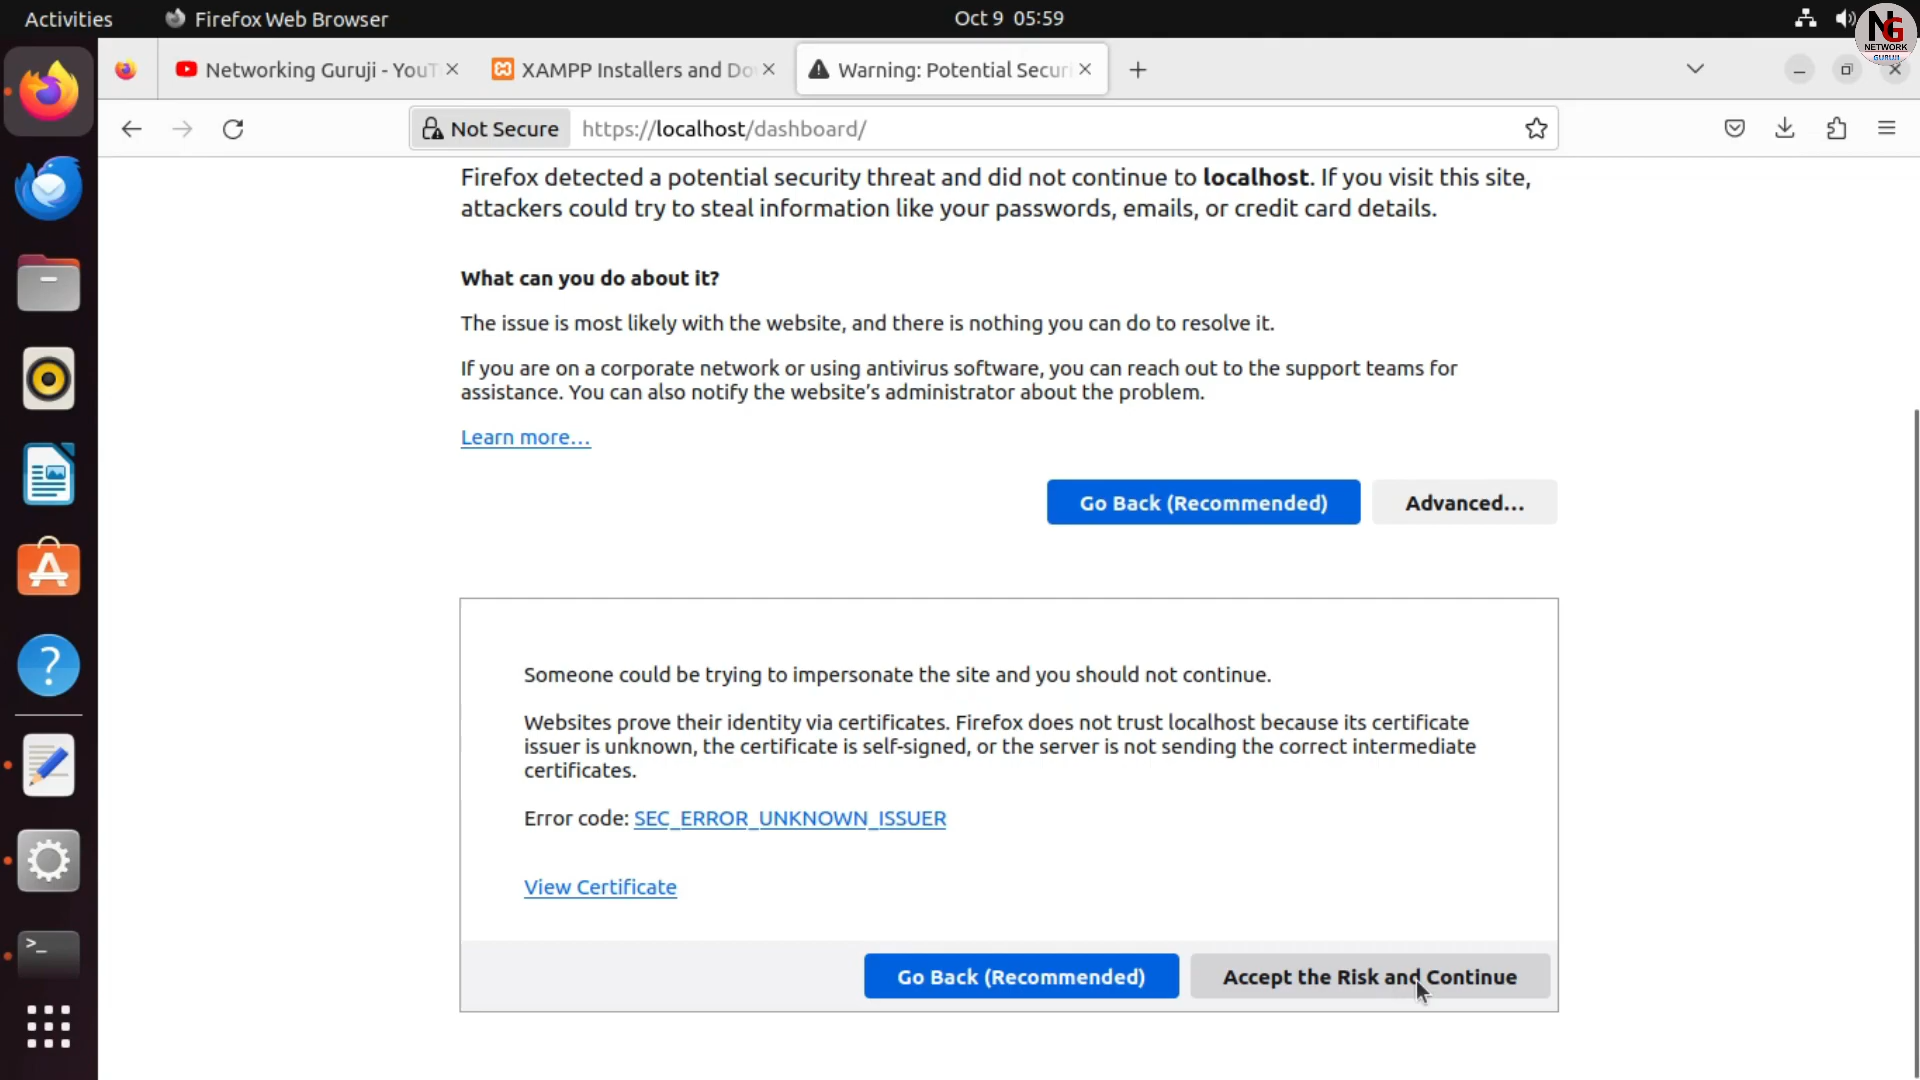 Activities
Firefox Web Browser
Oct 9 05:59
NG
NETWORK
GURUJI
Networking Guruji - YouT
XAMPP Installers and Do
Warning: Potential Securi
Not Secure
https://localhost/dashboard/
Firefox detected a potential security threat and did not continue to localhost. If you visit this site,
attackers could try to steal information like your passwords, emails, or credit card details.
What can you do about it?
The issue is most likely with the website, and there is nothing you can do to resolve it.
If you are on a corporate network or using antivirus software, you can reach out to the support teams for
assistance. You can also notify the website’s administrator about the problem.
Learn more…
Go Back (Recommended)
Advanced…
Someone could be trying to impersonate the site and you should not continue.
Websites prove their identity via certificates. Firefox does not trust localhost because its certificate
issuer is unknown, the certificate is self-signed, or the server is not sending the correct intermediate
certificates.
Error code: SEC_ERROR_UNKNOWN_ISSUER
View Certificate
Go Back (Recommended)
Accept the Risk and Continue